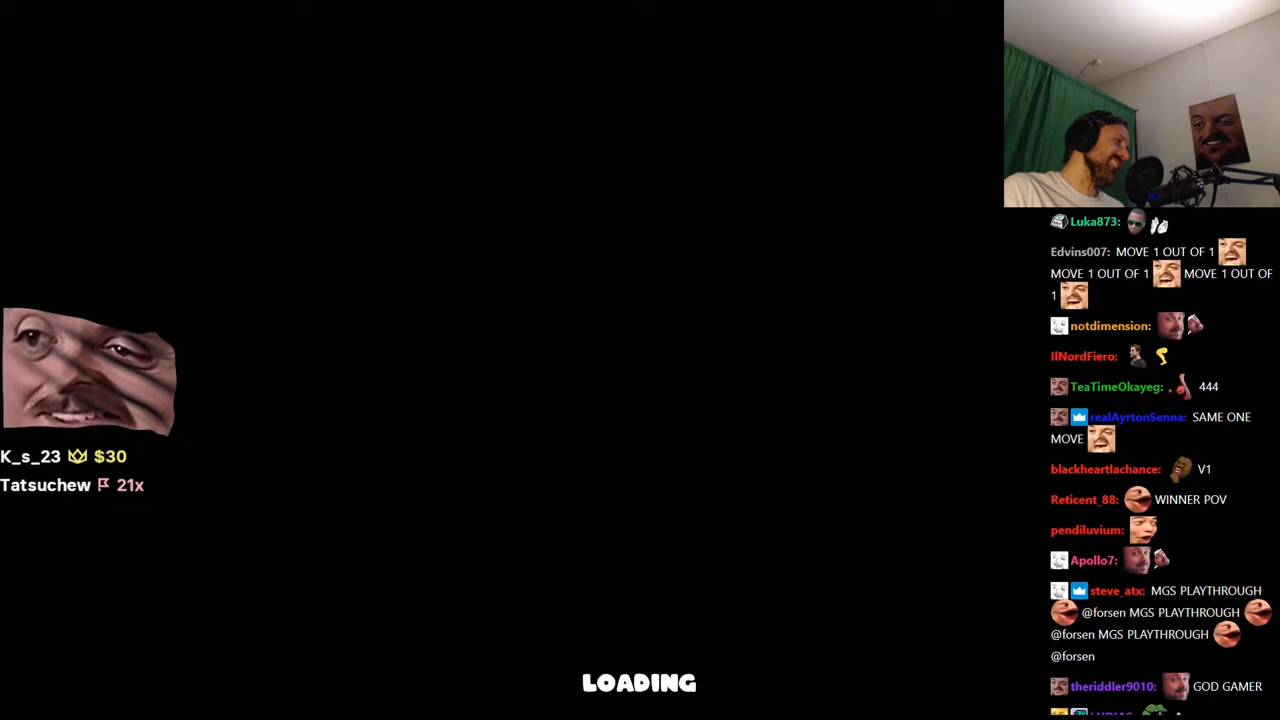 Luka873:
Edvins007: MOVE 1 OUT OF 1
MOVE 1 OUT OF 1 MOVE 1 OUT OF
1
notdimension:
IlNordFiero:
TeaTimeOkayeg: 444
realAyrtonSenna: SAME ONE
MOVE
blackheartlachance: V1
Reticent_88: WINNER POV
pendiluvium:
Apollo7:
steve_atx: MGS PLAYTHROUGH
@forsen MGS PLAYTHROUGH
@forsen MGS PLAYTHROUGH
@forsen
theriddler9010: GOD GAMER
K_s_23 $30
Tatsuchew 21x
LOADING